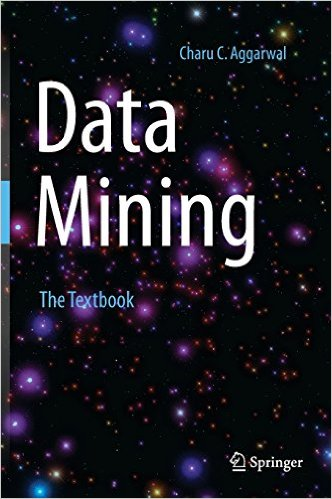 Charu C. Aggarwal
Data
Mining
The Textbook
Springer